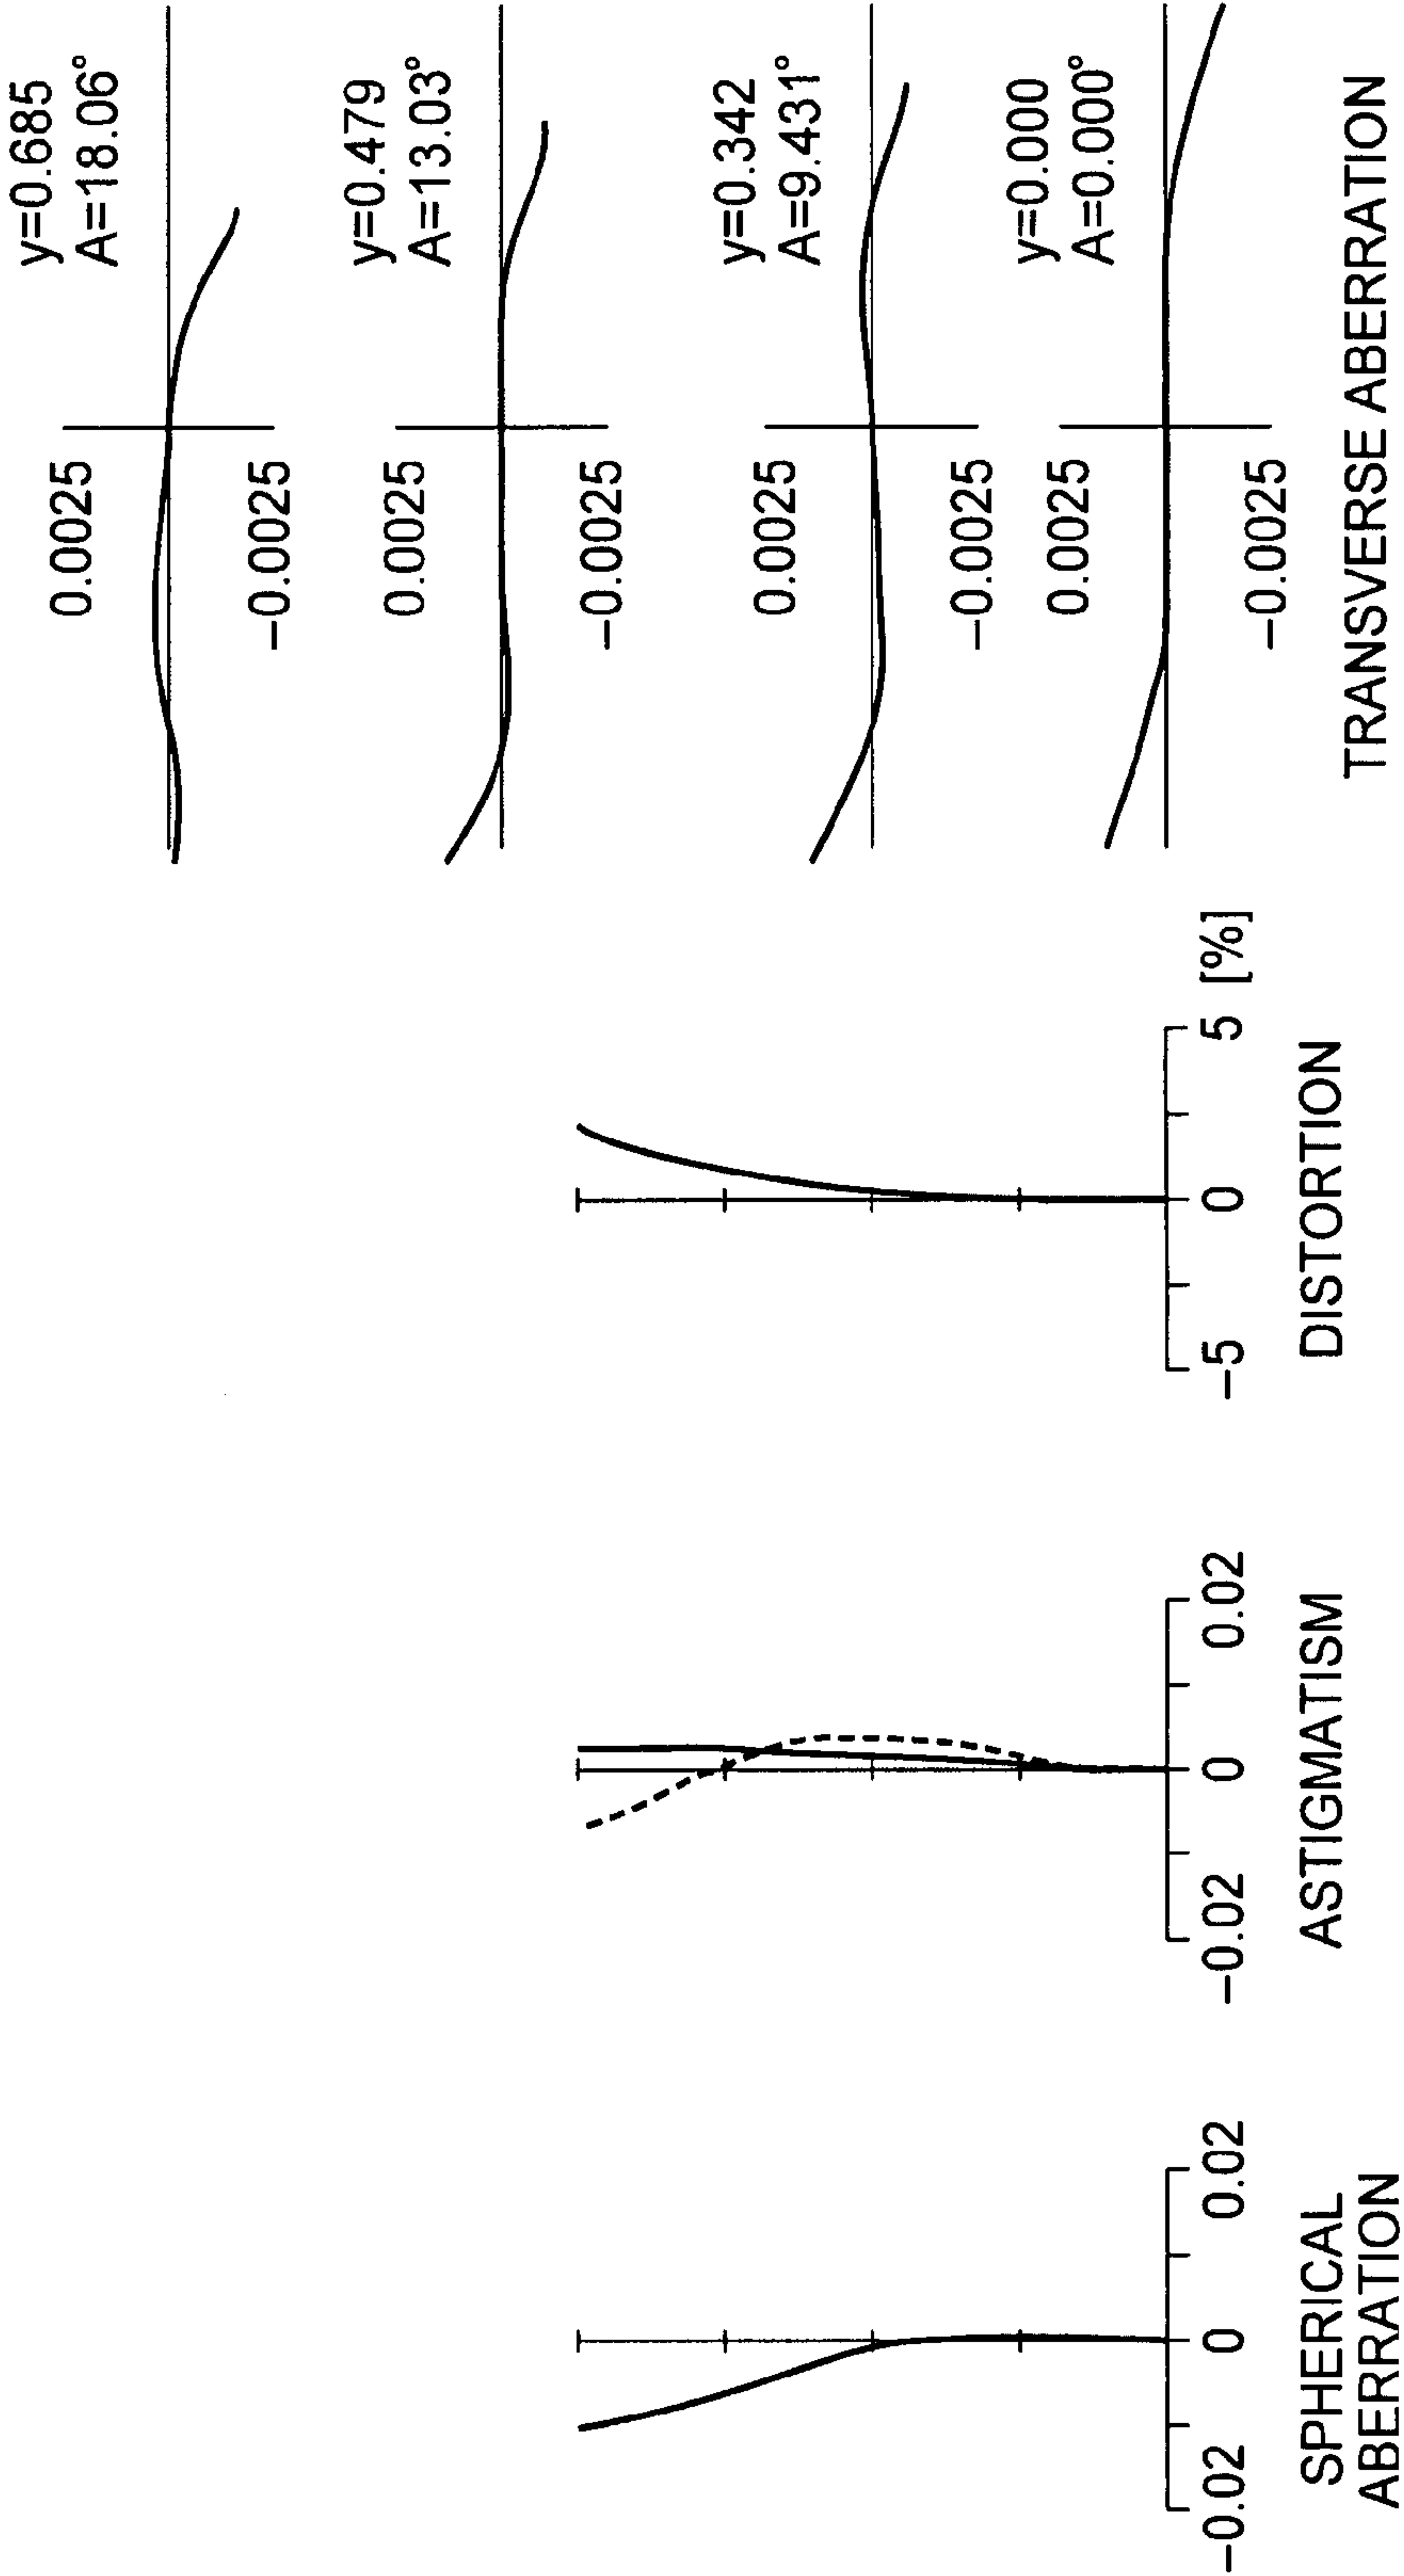 −0.02
0
0.02
SPHERICAL
ABERRATION
−0.02
0
0.02
ASTIGMATISM
−5
0
5
[%]
DISTORTION
y=0.685
A=18.06°
0.0025
−0.0025
y=0.479
A=13.03°
0.0025
−0.0025
y=0.342
A=9.431°
0.0025
−0.0025
y=0.000
A=0.000°
0.0025
−0.0025
TRANSVERSE ABERRATION